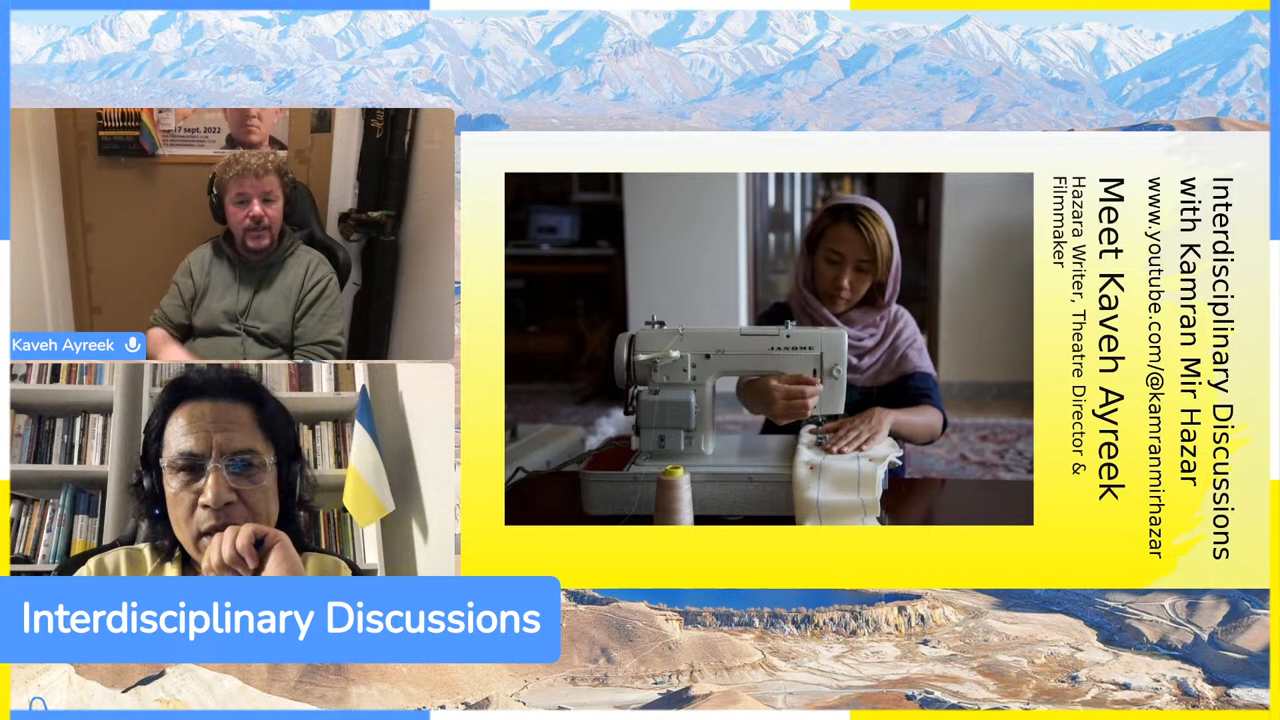 17 sept. 2022
Kaveh Ayreek
Interdisciplinary Discussions
JANOME
Interdisciplinary Discussions
with Kamran Mir Hazar
www.youtube.com/@kamranmirhazar
Meet Kaveh Ayreek
Hazara Writer, Theatre Director &
Filmmaker